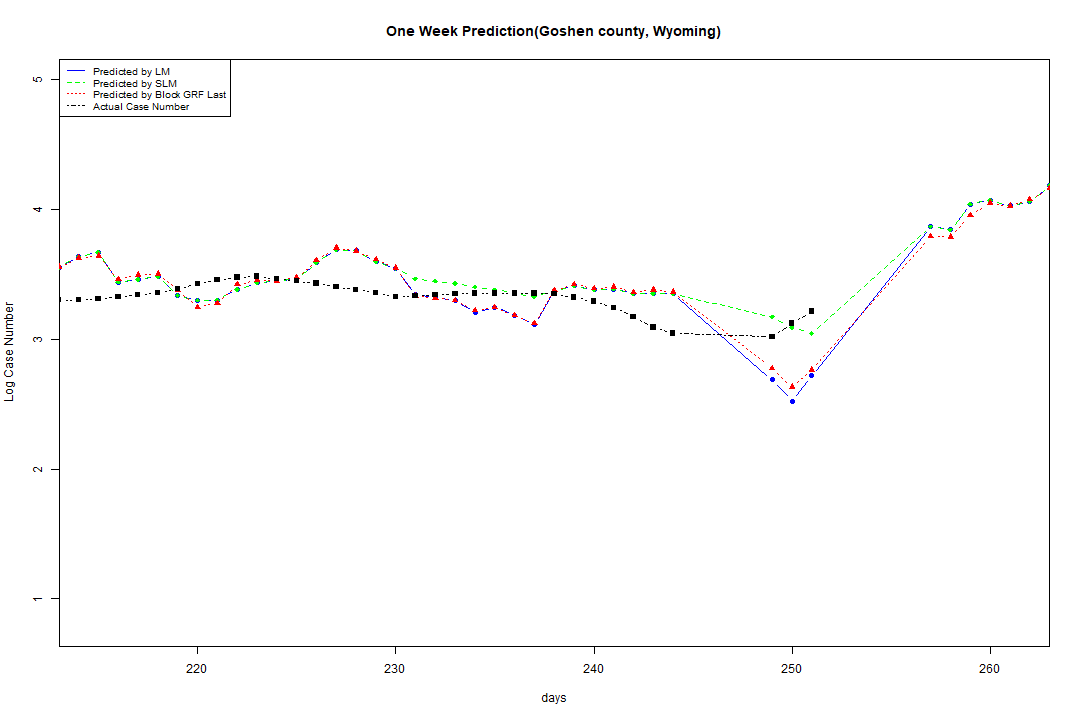 One Week Prediction(Goshen county, Wyoming)
Predicted by LM
Predicted by SLM
Predicted by Block GRF Last
Actual Case Number
5
4
3
2
1
Log Case Number
220 230 240 250 260
days